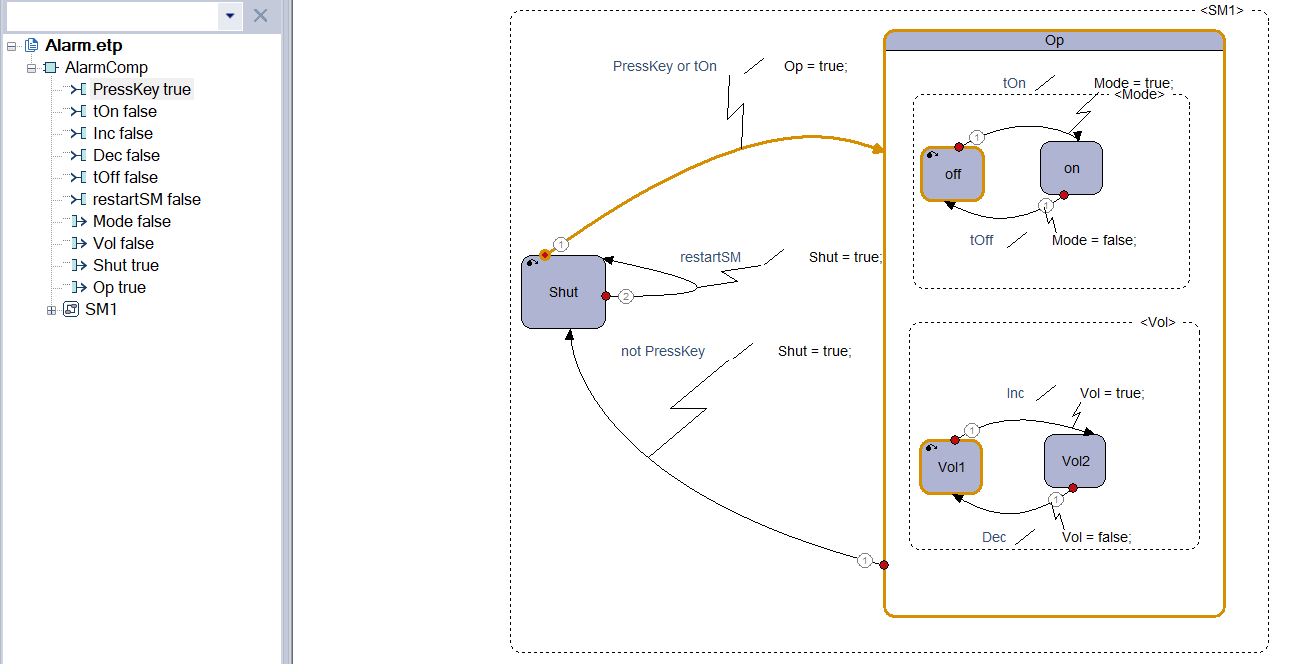 Alarm.etp
AlarmComp
PressKey true
tOn false
Inc false
Dec false
tOff false
restartSM false
Mode false
Vol false
Shut true
Op true
SM1
<SM1>
Op
PressKey or tOn
Op = true;
tOn
Mode = true;
<Mode>
1
off
on
1
tOff
Mode = false;
1
restartSM
Shut = true;
Shut
2
not PressKey
Shut = true;
<Vol>
Inc
Vol = true;
1
Vol1
Vol2
1
Dec
Vol = false;
1